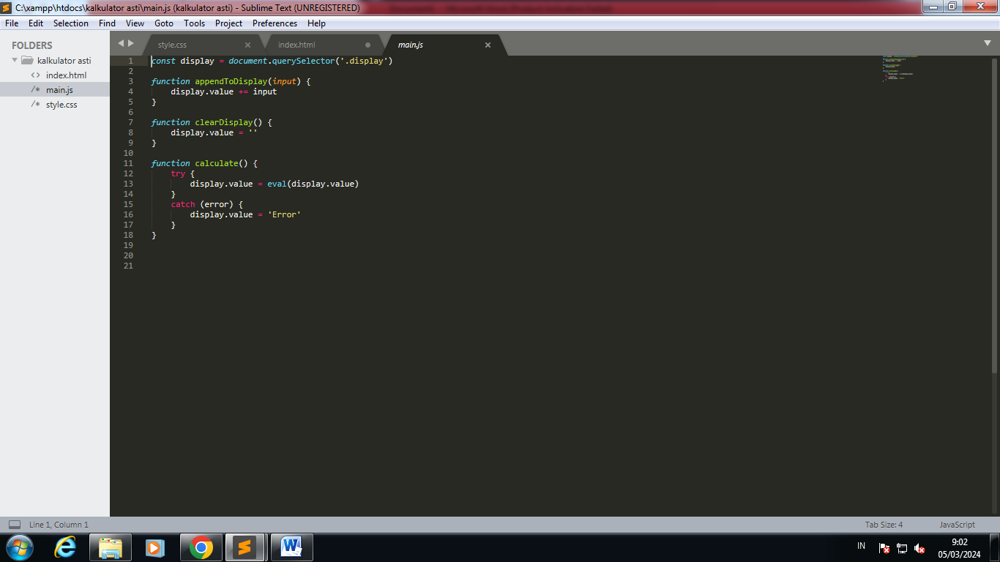 C:\xampp\htdocs\kalkulator asti\main.js (kalkulator asti) - Sublime Text (UNREGISTERED)
File Edit Selection Find View Goto Tools Project Preferences Help
FOLDERS
kalkulator asti
<> index.html
/* main.js
/* style.css
style.css
index.html
main.js
1 const display = document.querySelector('.display')
2
3 function appendToDisplay(input) {
4     display.value += input
5 }
6
7 function clearDisplay() {
8     display.value = ''
9 }
10
11 function calculate() {
12     try {
13         display.value = eval(display.value)
14     }
15     catch (error) {
16         display.value = 'Error'
17     }
18 }
19
20
21
Line 1, Column 1
Tab Size: 4
JavaScript
IN
9:02
05/03/2024